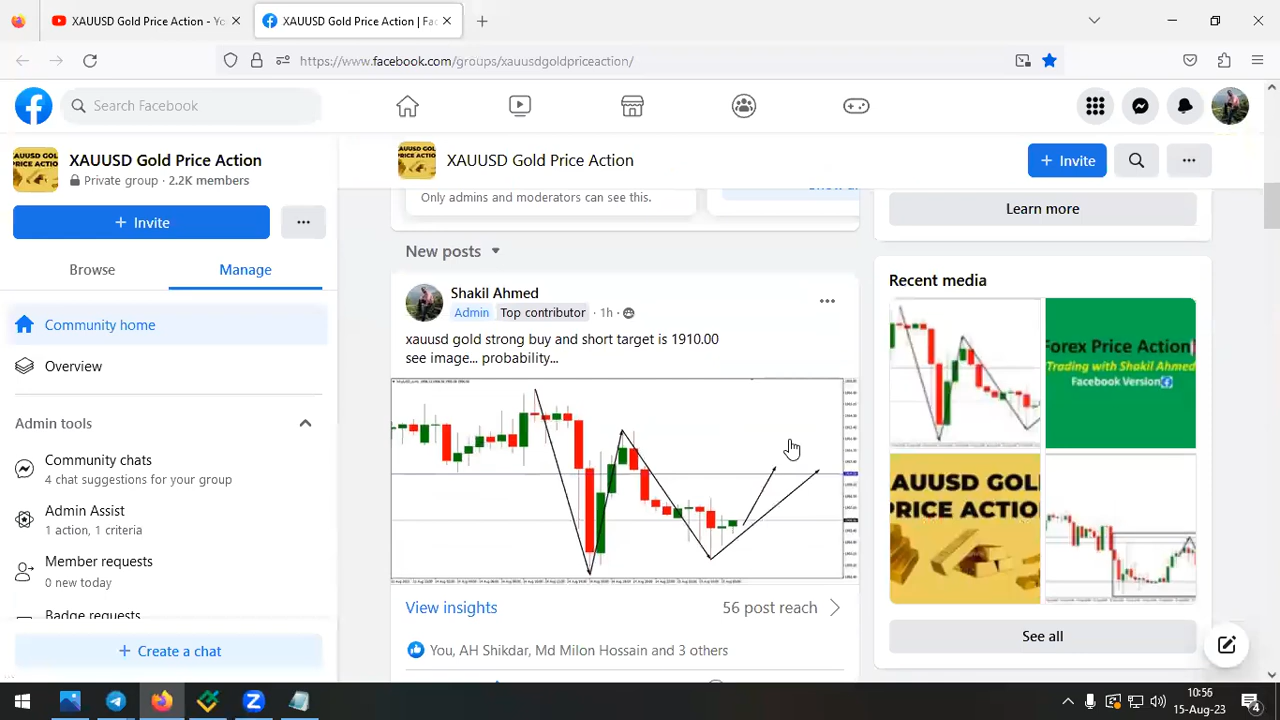 XAUUSD Gold Price Action - Yo
XAUUSD Gold Price Action | Fac
https://www.facebook.com/groups/xauusdgoldpriceaction/
Search Facebook
XAUUSD Gold Price Action
Private group · 2.2K members
+ Invite
Browse
Manage
Community home
Overview
Admin tools
Community chats
4 chat suggestions for your group
Admin Assist
1 action, 1 criteria
Member requests
0 new today
Badge requests
+ Create a chat
XAUUSD Gold Price Action
+ Invite
Only admins and moderators can see this.
New posts
Shakil Ahmed
Admin
Top contributor
· 1h ·
xauusd gold strong buy and short target is 1910.00
see image... probability...
View insights
56 post reach
You, AH Shikdar, Md Milon Hossain and 3 others
Learn more
Recent media
Forex Price Action
Trading with Shakil Ahmed
Facebook Version
AUUSD GOL
PRICE ACTION
See all
10:56
15-Aug-23
4